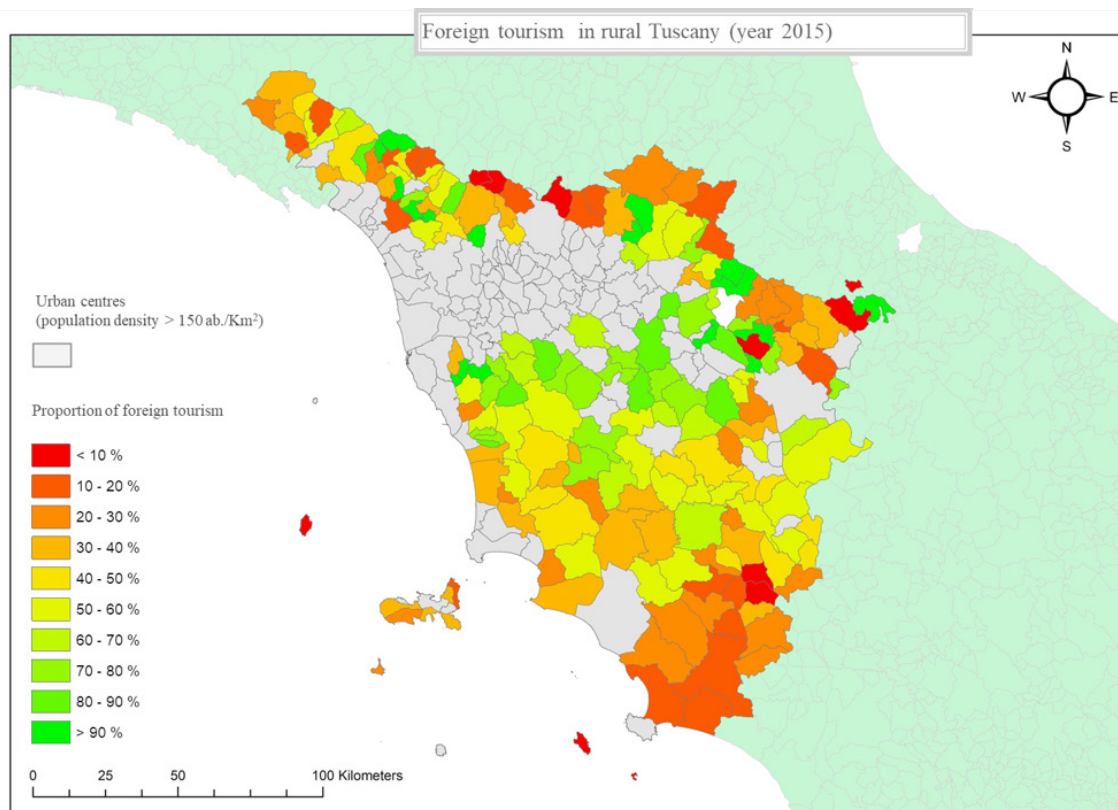 Foreign tourism in rural Tuscany (year 2015)
N
W E
S
Urban centres
(population density > 150 ab./Km²)
Proportion of foreign tourism
< 10 %
10 - 20 %
20 - 30 %
30 - 40 %
40 - 50 %
50 - 60 %
60 - 70 %
70 - 80 %
80 - 90 %
> 90 %
0 25 50 100 Kilometers